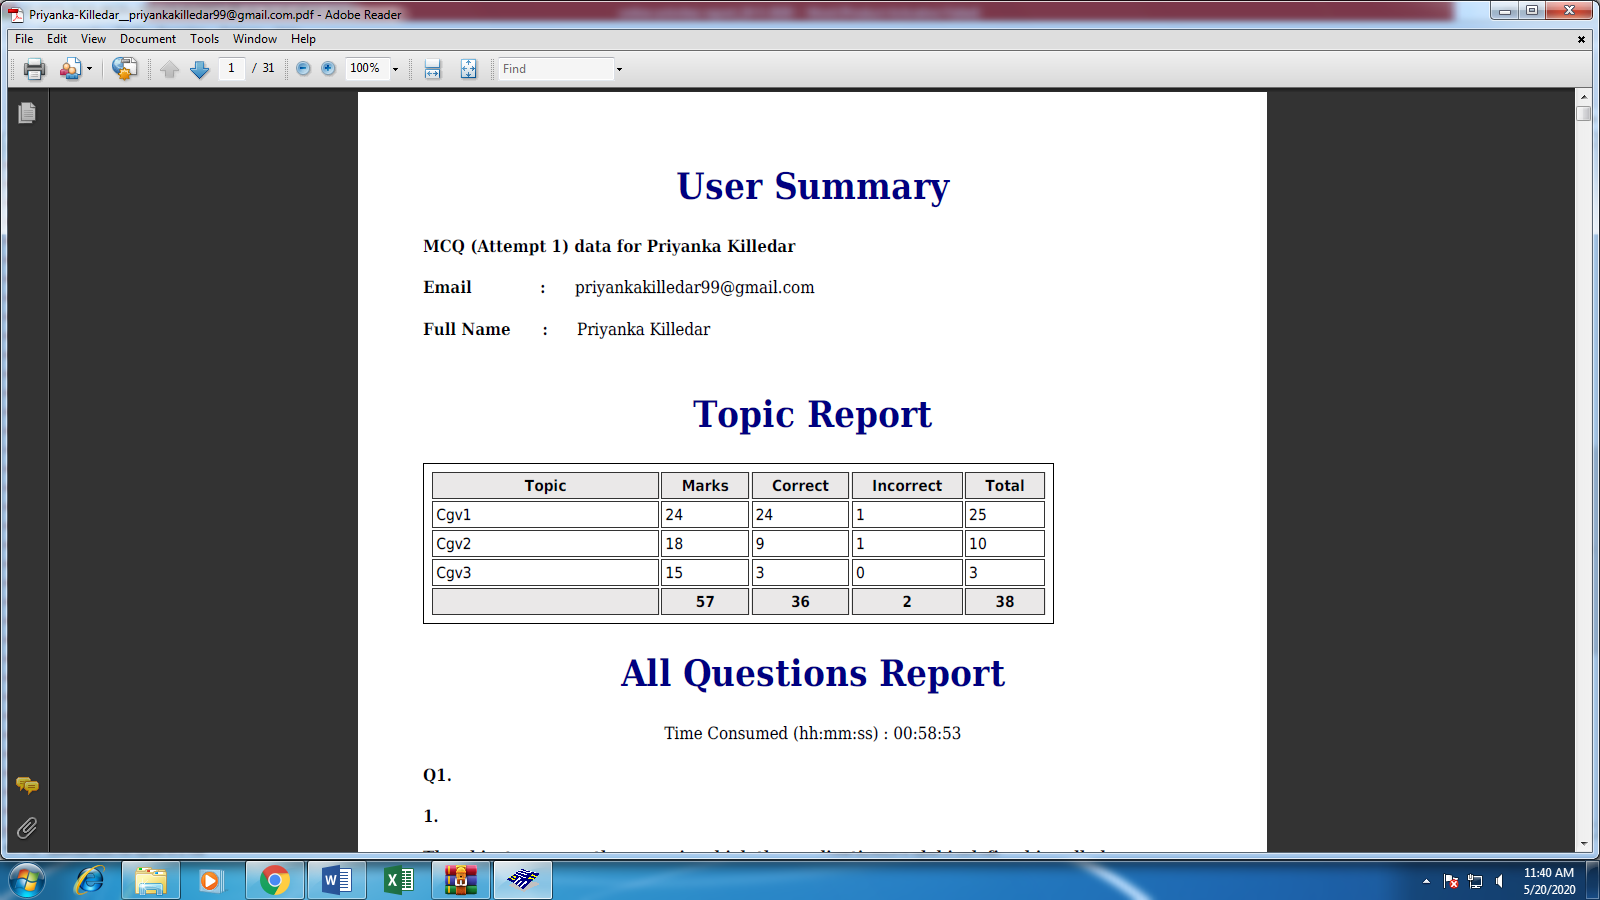 Priyanka-Killedar__priyankakilledar99@gmail.com.pdf - Adobe Reader
File Edit View Document Tools Window Help
1 / 31 100% Find
User Summary
MCQ (Attempt 1) data for Priyanka Killedar
Email : priyankakilledar99@gmail.com
Full Name : Priyanka Killedar
Topic Report
Topic Marks Correct Incorrect Total
Cgv1 24 24 1 25
Cgv2 18 9 1 10
Cgv3 15 3 0 3
57 36 2 38
All Questions Report
Time Consumed (hh:mm:ss) : 00:58:53
Q1.
1.
11:40 AM
5/20/2020